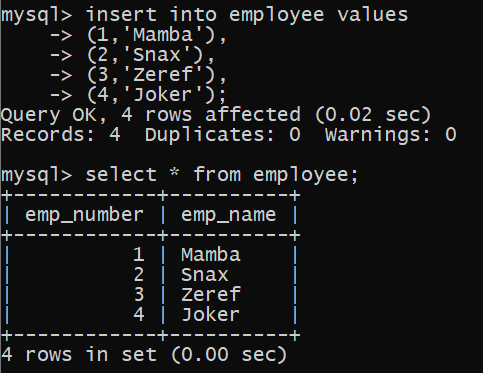 mysql> insert into employee values
    -> (1,'Mamba'),
    -> (2,'Snax'),
    -> (3,'Zeref'),
    -> (4,'Joker');
Query OK, 4 rows affected (0.02 sec)
Records: 4  Duplicates: 0  Warnings: 0

mysql> select * from employee;
+------------+----------+
| emp_number | emp_name |
+------------+----------+
|          1 | Mamba    |
|          2 | Snax     |
|          3 | Zeref    |
|          4 | Joker    |
+------------+----------+
4 rows in set (0.00 sec)